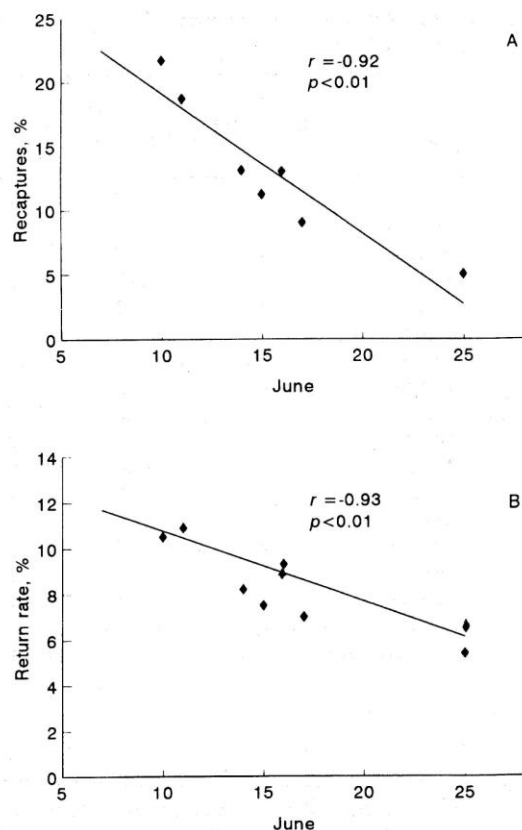 A
r = -0.92
p<0.01
Recaptures, %
25
20
15
10
5
0
5 10 15 20 25
June
B
r = -0.93
p<0.01
Return rate, %
14
12
10
8
6
4
2
0
5 10 15 20 25
June